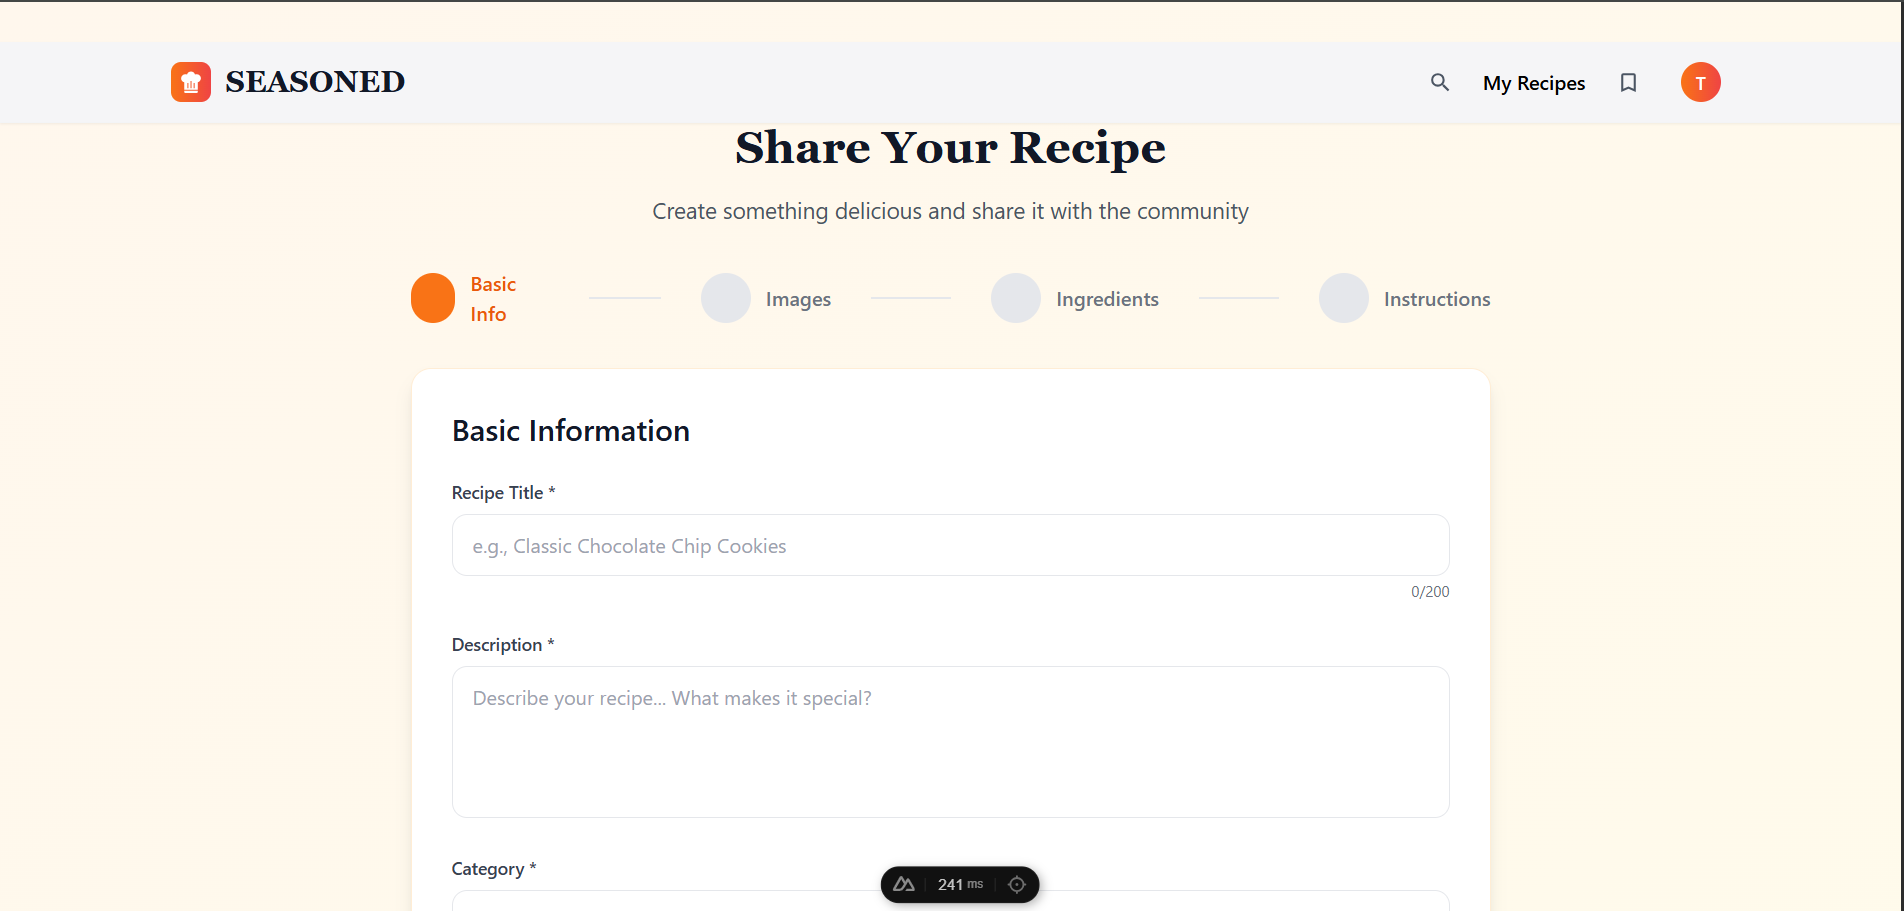 SEASONED
My Recipes
T
Share Your Recipe
Create something delicious and share it with the community
Basic
Info
Images
Ingredients
Instructions
Basic Information
Recipe Title *
e.g., Classic Chocolate Chip Cookies
0/200
Description *
Describe your recipe... What makes it special?
Category *
241 ms